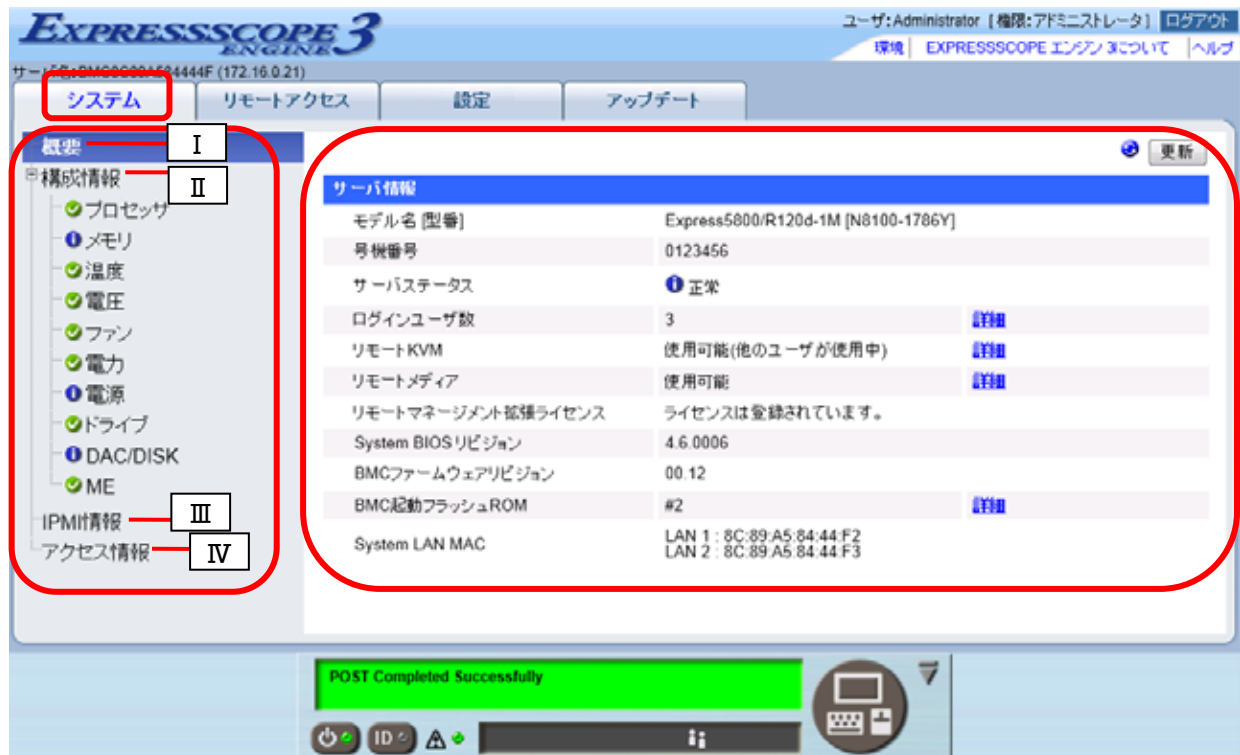 EXPRESSSCOPE 3
ENGINE
ユーザ:Administrator [権限:アドミニストレータ] ログアウト
環境 EXPRESSSCOPE エンジン 3について ヘルプ
(172.16.0.21)
システム リモートアクセス 設定 アップデート
概要 Ⅰ
構成情報 Ⅱ
プロセッサ
メモリ
温度
電圧
ファン
電力
電源
ドライブ
DAC/DISK
ME
IPMI情報 Ⅲ
アクセス情報 Ⅳ
更新
サーバ情報
モデル名 [型番] Express5800/R120d-1M [N8100-1786Y]
号機番号 0123456
サーバステータス 正常
ログインユーザ数 3 詳細
リモートKVM 使用可能(他のユーザが使用中) 詳細
リモートメディア 使用可能 詳細
リモートマネージメント拡張ライセンス ライセンスは登録されています。
System BIOSリビジョン 4.6.0006
BMCファームウェアリビジョン 00.12
BMC起動フラッシュROM #2 詳細
System LAN MAC LAN 1 : 8C:89:A5:84:44:F2
LAN 2 : 8C:89:A5:84:44:F3
POST Completed Successfully
ID